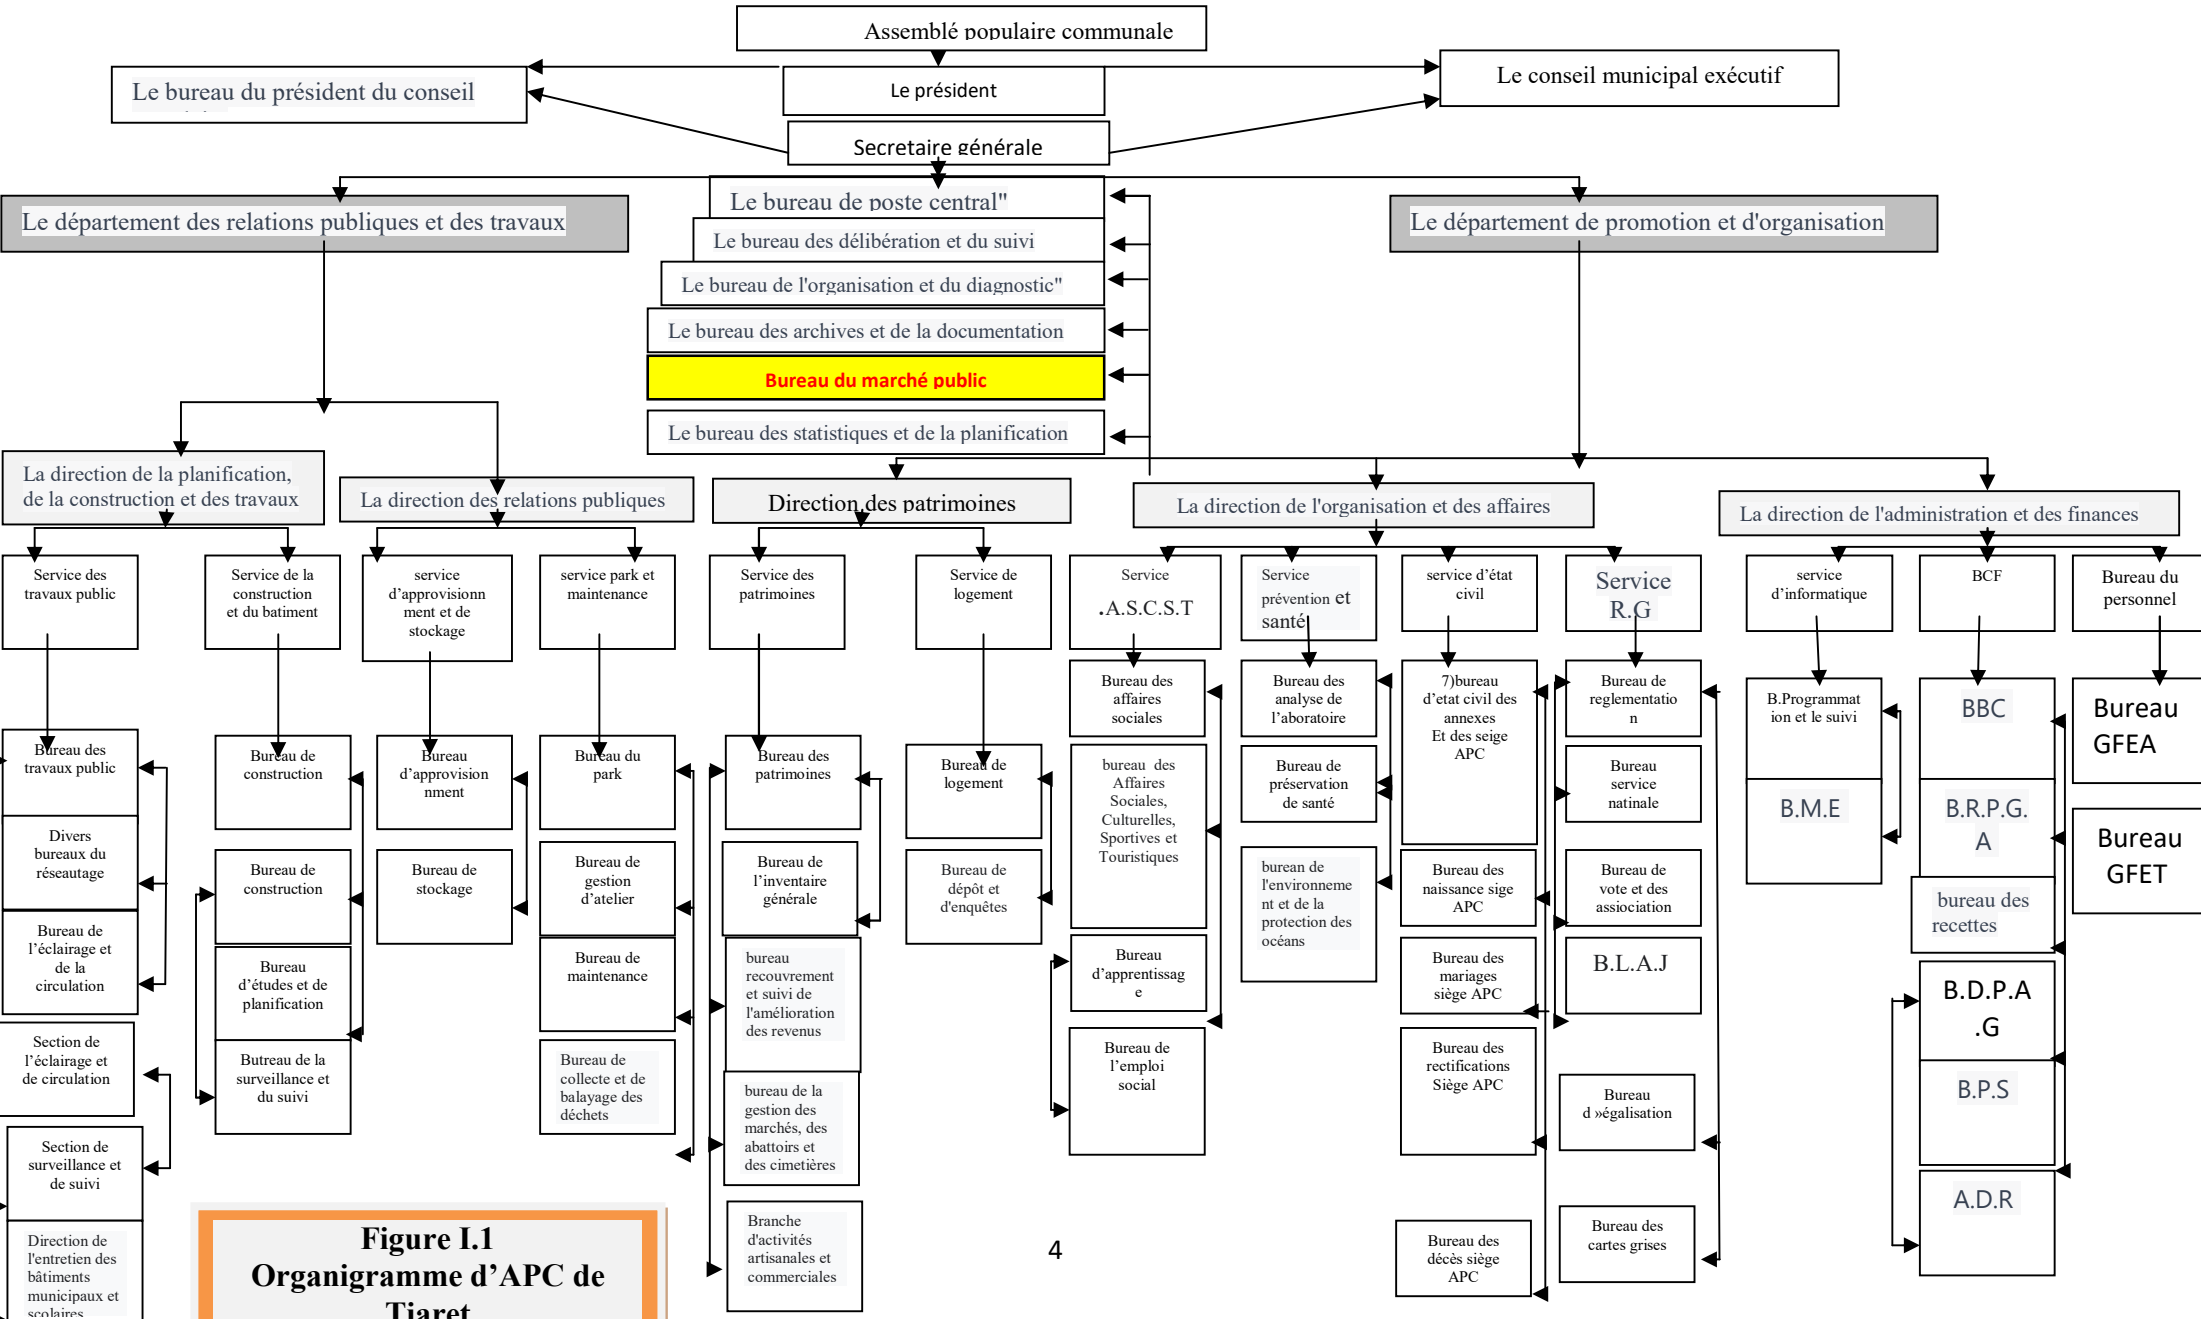 Assemblé populaire communale
Le bureau du président du conseil
Le président
Le conseil municipal exécutif
Secretaire générale
Le département des relations publiques et des travaux
Le bureau de poste central"
Le département de promotion et d'organisation
Le bureau des délibération et du suivi
Le bureau de l'organisation et du diagnostic"
Le bureau des archives et de la documentation
Bureau du marché public
Le bureau des statistiques et de la planification
La direction de la planification,
de la construction et des travaux
La direction des relations publiques
Direction des patrimoines
La direction de l'organisation et des affaires
La direction de l'administration et des finances
Service des
travaux public
Service de la
construction
et du batiment
service
d'approvisionn
ment et de
stockage
service park et
maintenance
Service des
patrimoines
Service de
logement
Service
.A.S.C.S.T
Service
prévention et
santé
service d'état
civil
Service
R.G
service
d'informatique
BCF
Bureau du
personnel
Bureau des
travaux public
Divers
bureaux du
réseautage
Bureau de
l'éclairage et
de la
circulation
Section de
l'éclairage et
de circulation
Section de
surveillance et
de suivi
Direction de
l'entretien des
bâtiments
municipaux et
scolaires
Bureau de
construction
Bureau de
construction
Bureau
d'études et de
planification
Butreau de la
surveillance et
du suivi
Bureau
d'approvision
nment
Bureau de
stockage
Bureau du
park
Bureau de
gestion
d'atelier
Bureau de
maintenance
Bureau de
collecte et de
balayage des
déchets
Bureau des
patrimoines
Bureau de
l'inventaire
générale
bureau
recouvrement
et suivi de
l'amélioration
des revenus
bureau de la
gestion des
marchés, des
abattoirs et
des cimetières
Branche
d'activités
artisanales et
commerciales
Bureau de
logement
Bureau de
dépôt et
d'enquêtes
Bureau des
affaires
sociales
bureau des
Affaires
Sociales,
Culturelles,
Sportives et
Touristiques
Bureau
d'apprentissag
e
Bureau de
l'emploi
social
Bureau des
analyse de
l'aboratoire
Bureau de
préservation
de santé
burean de
l'environneme
nt et de la
protection des
océans
7)bureau
d'etat civil des
annexes
Et des seige
APC
Bureau des
naissance sige
APC
Bureau des
mariages
siège APC
Bureau des
rectifications
Siège APC
Bureau des
décès siège
APC
Bureau de
reglementatio
n
Bureau
service
natinale
Bureau de
vote et des
assiociation
B.L.A.J
Bureau
d »égalisation
Bureau des
cartes grises
B.Programmat
ion et le suivi
B.M.E
BBC
B.R.P.G.
A
bureau des
recettes
B.D.P.A
.G
B.P.S
A.D.R
Bureau
GFEA
Bureau
GFET
Figure I.1
Organigramme d'APC de
Tiaret
4